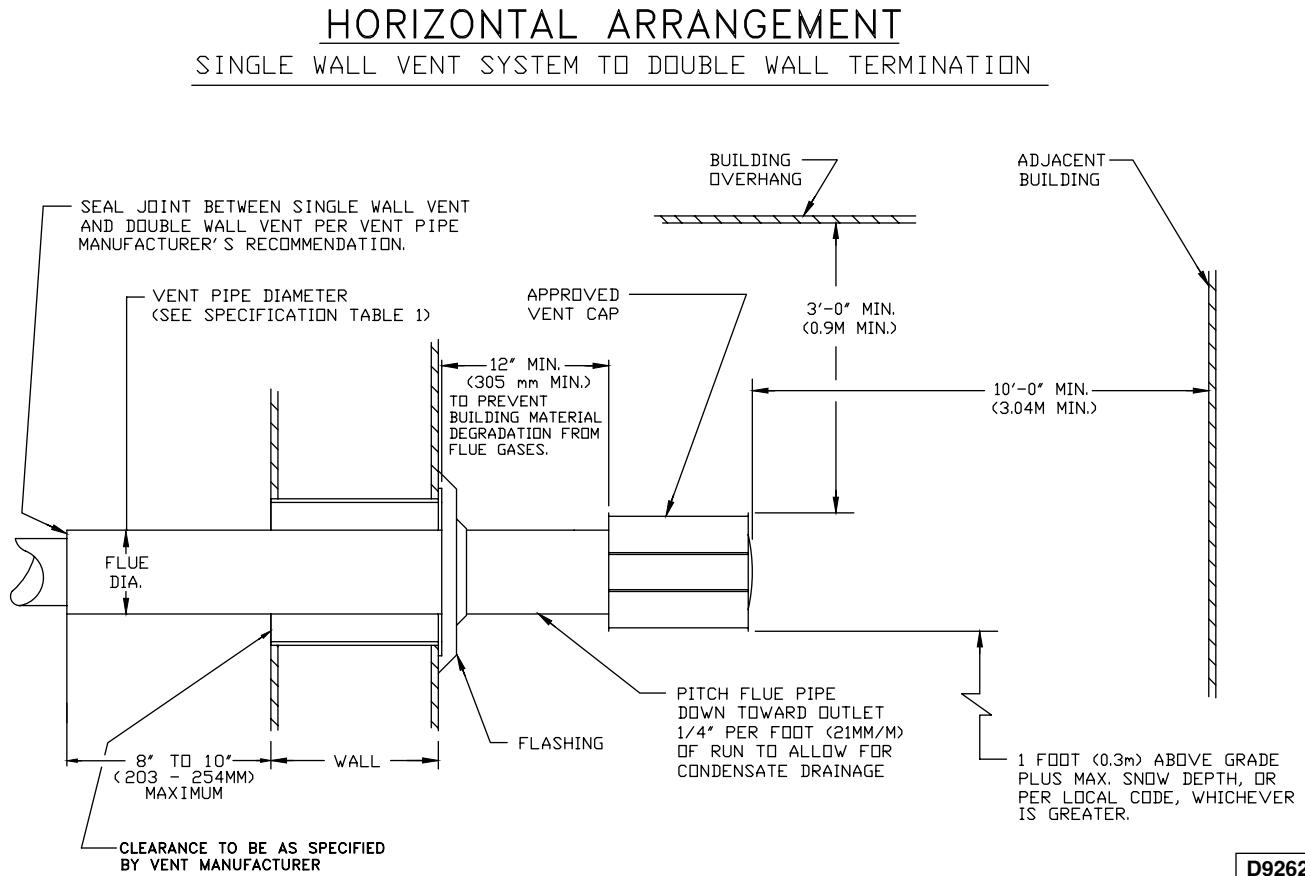 HORIZONTAL ARRANGEMENT
SINGLE WALL VENT SYSTEM TO DOUBLE WALL TERMINATION
BUILDING
OVERHANG
ADJACENT
BUILDING
SEAL JOINT BETWEEN SINGLE WALL VENT
AND DOUBLE WALL VENT PER VENT PIPE
MANUFACTURER'S RECOMMENDATION.
VENT PIPE DIAMETER
(SEE SPECIFICATION TABLE 1)
APPROVED
VENT CAP
3'-0" MIN.
(0.9M MIN.)
12" MIN.
(305 mm MIN.)
TO PREVENT
BUILDING MATERIAL
DEGRADATION FROM
FLUE GASES.
10'-0" MIN.
(3.04M MIN.)
FLUE
DIA.
PITCH FLUE PIPE
DOWN TOWARD OUTLET
1/4" PER FOOT (21MM/M)
OF RUN TO ALLOW FOR
CONDENSATE DRAINAGE
FLASHING
8" TO 10"
(203 - 254MM)
MAXIMUM
WALL
1 FOOT (0.3m) ABOVE GRADE
PLUS MAX. SNOW DEPTH, OR
PER LOCAL CODE, WHICHEVER
IS GREATER.
CLEARANCE TO BE AS SPECIFIED
BY VENT MANUFACTURER
D9262